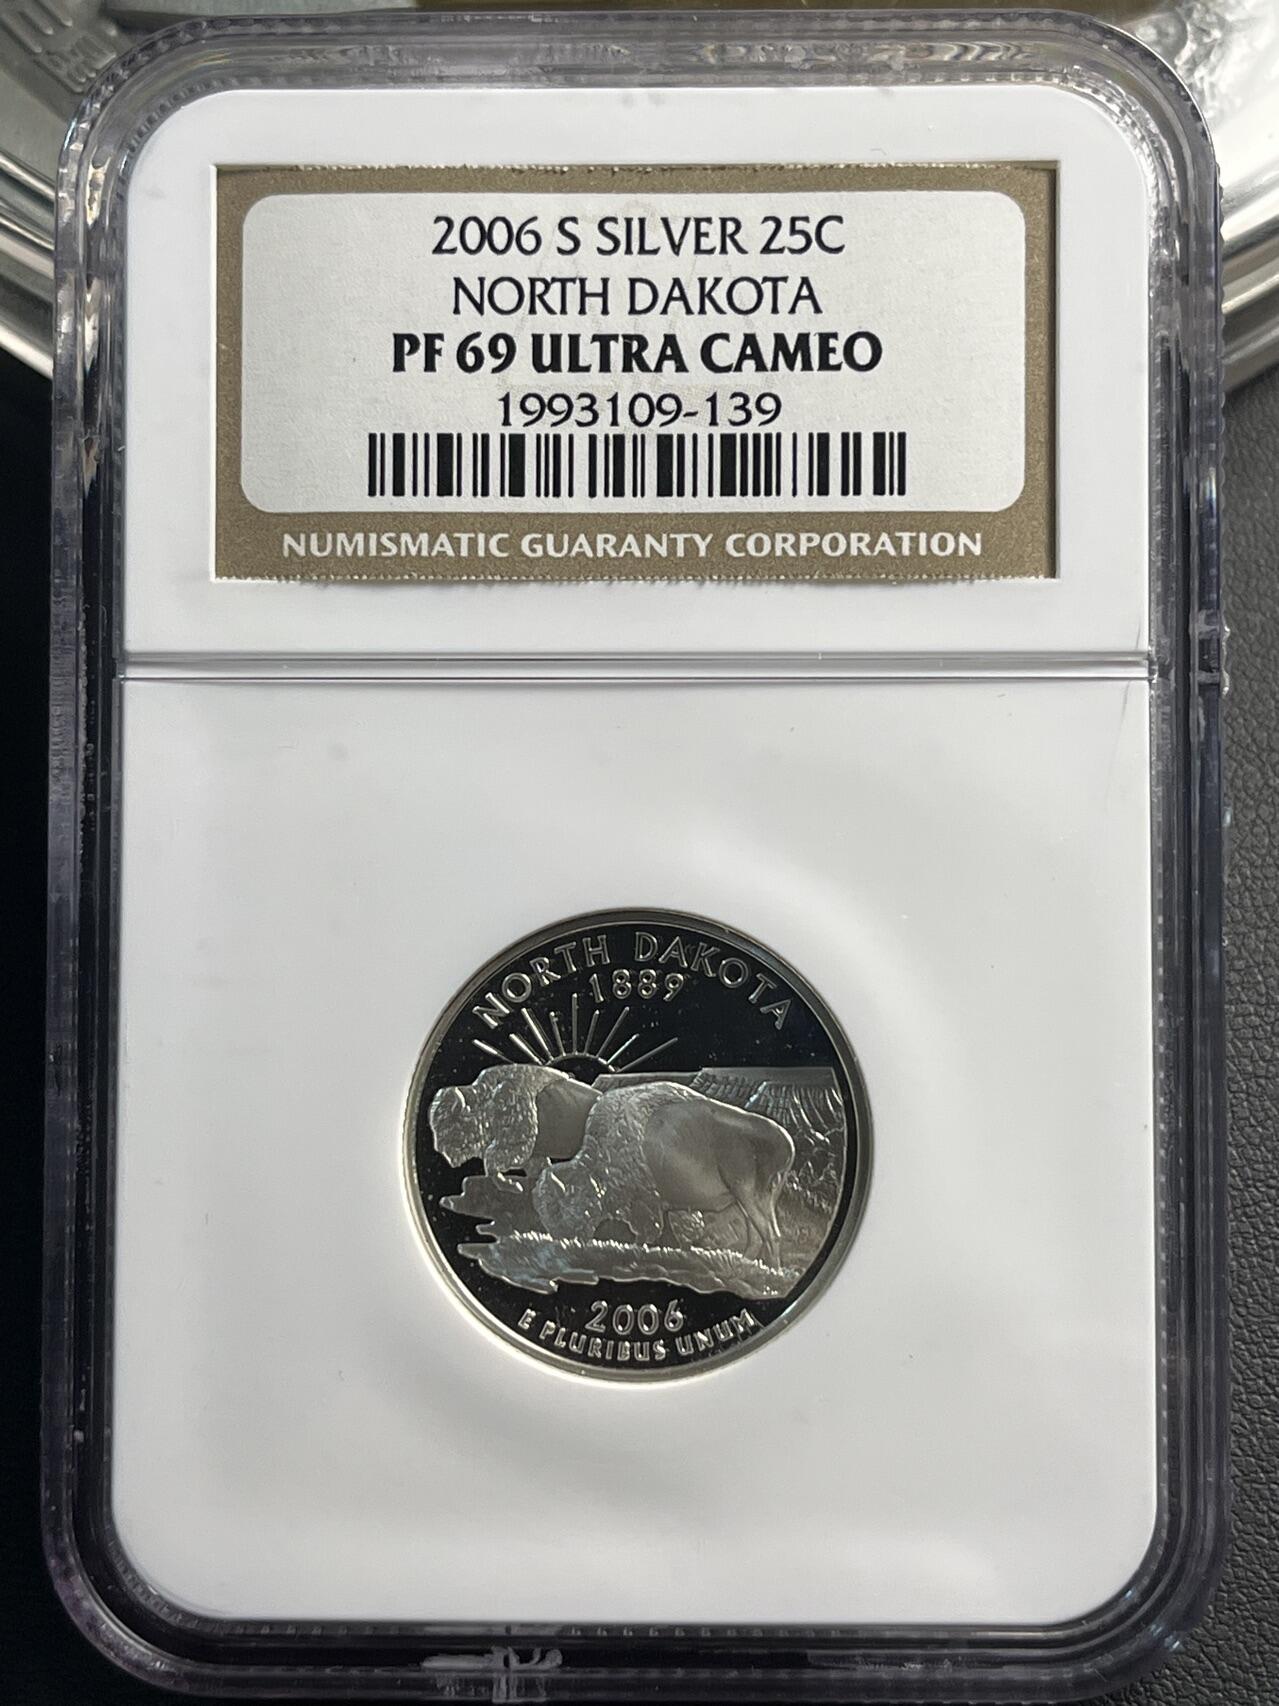 2006 S SILVER 25C
NORTH DAKOTA
PF 69 ULTRA CAMEO
1993109-139
NUMISMATIC GUARANTY CORPORATION
NORTH DAKOTA
1889
2006
E PLURIBUS UNUM